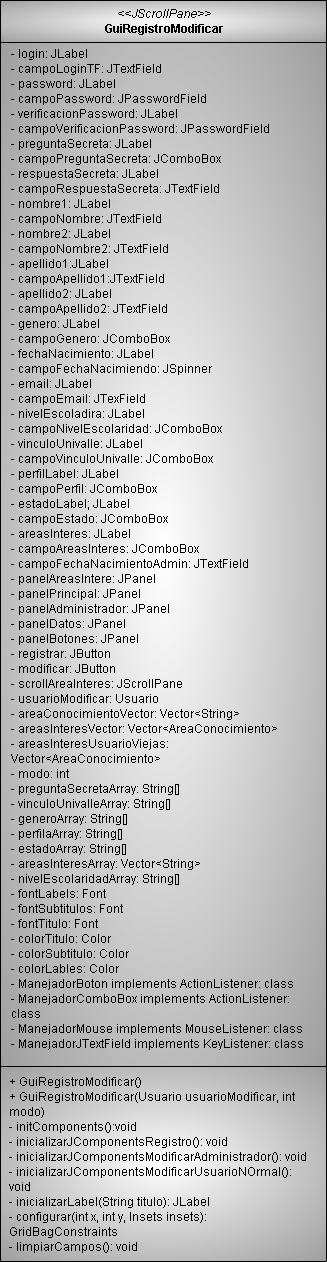 <<JScrollPane>>
GuiRegistroModificar
- login: JLabel
- campoLoginTF: JTextField
- password: JLabel
- campoPassword: JPasswordField
- verificacionPassword: JLabel
- campoVerificacionPassword: JPasswordField
- preguntaSecreta: JLabel
- campoPreguntaSecreta: JComboBox
- respuestaSecreta: JLabel
- campoRespuestaSecreta: JTextField
- nombre1: JLabel
- campoNombre: JTextField
- nombre2: JLabel
- campoNombre2: JTextField
- apellido1:JLabel
- campoApellido1:JTextField
- apellido2: JLabel
- campoApellido2: JTextField
- genero: JLabel
- campoGenero: JComboBox
- fechaNacimiento: JLabel
- campoFechaNacimiendo: JSpinner
- email: JLabel
- campoEmail: JTexField
- nivelEscoladira: JLabel
- campoNivelEscolaridad: JComboBox
- vinculoUnivalle: JLabel
- campoVinculoUnivalle: JComboBox
- perfilLabel: JLabel
- campoPerfil: JComboBox
- estadoLabel; JLabel
- campoEstado: JComboBox
- areasInteres: JLabel
- campoAreasInteres: JComboBox
- campoFechaNacimientoAdmin: JTextField
- panelAreasIntere: JPanel
- panelPrincipal: JPanel
- panelAdministrador: JPanel
- panelDatos: JPanel
- panelBotones: JPanel
- registrar: JButton
- modificar: JButton
- scrollAreaInteres: JScrollPane
- usuarioModificar: Usuario
- areaConocimientoVector: Vector<String>
- areasInteresVector: Vector<AreaConocimiento>
- areasInteresUsuarioViejas:
Vector<AreaConocimiento>
- modo: int
- preguntaSecretaArray: String[]
- vinculoUnivalleArray: String[]
- generoArray: String[]
- perfilaArray: String[]
- estadoArray: String[]
- areasInteresArray: Vector<String>
- nivelEscolaridadArray: String[]
- fontLabels: Font
- fontSubtitulos: Font
- fontTitulo: Font
- colorTitulo: Color
- colorSubtitulo: Color
- colorLables: Color
- ManejadorBoton implements ActionListener: class
- ManejadorComboBox implements ActionListener:
class
- ManejadorMouse implements MouseListener: class
- ManejadorJTextField implements KeyListener: class
+ GuiRegistroModificar()
+ GuiRegistroModificar(Usuario usuarioModificar, int
modo)
- initComponents():void
- inicializarJComponentsRegistro(): void
- inicializarJComponentsModificarAdministrador(): void
- inicializarJComponentsModificarUsuarioNOrmal():
void
- inicializarLabel(String titulo): JLabel
- configurar(int x, int y, Insets insets):
GridBagConstraints
- limpiarCampos(): void